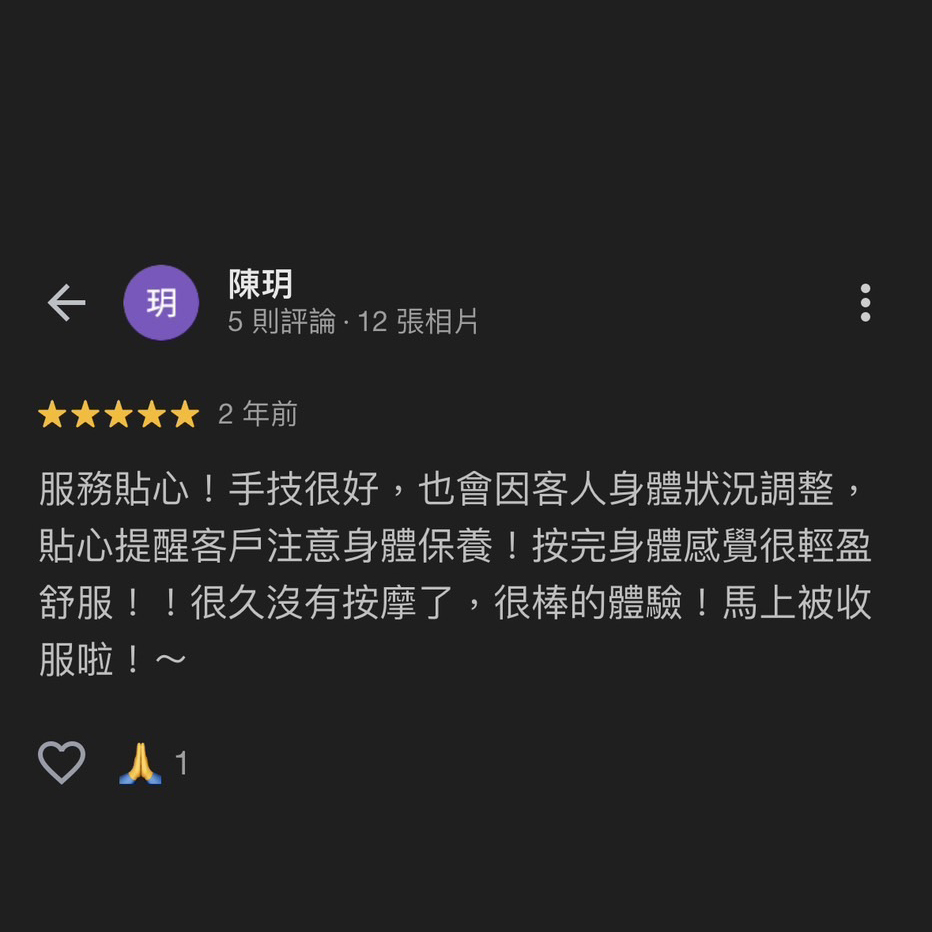 玥
陳玥
5 則評論 · 12 張相片
2 年前
服務貼心！手技很好，也會因客人身體狀況調整，
貼心提醒客戶注意身體保養！按完身體感覺很輕盈
舒服！！很久沒有按摩了，很棒的體驗！馬上被收
服啦！～
🙏 1